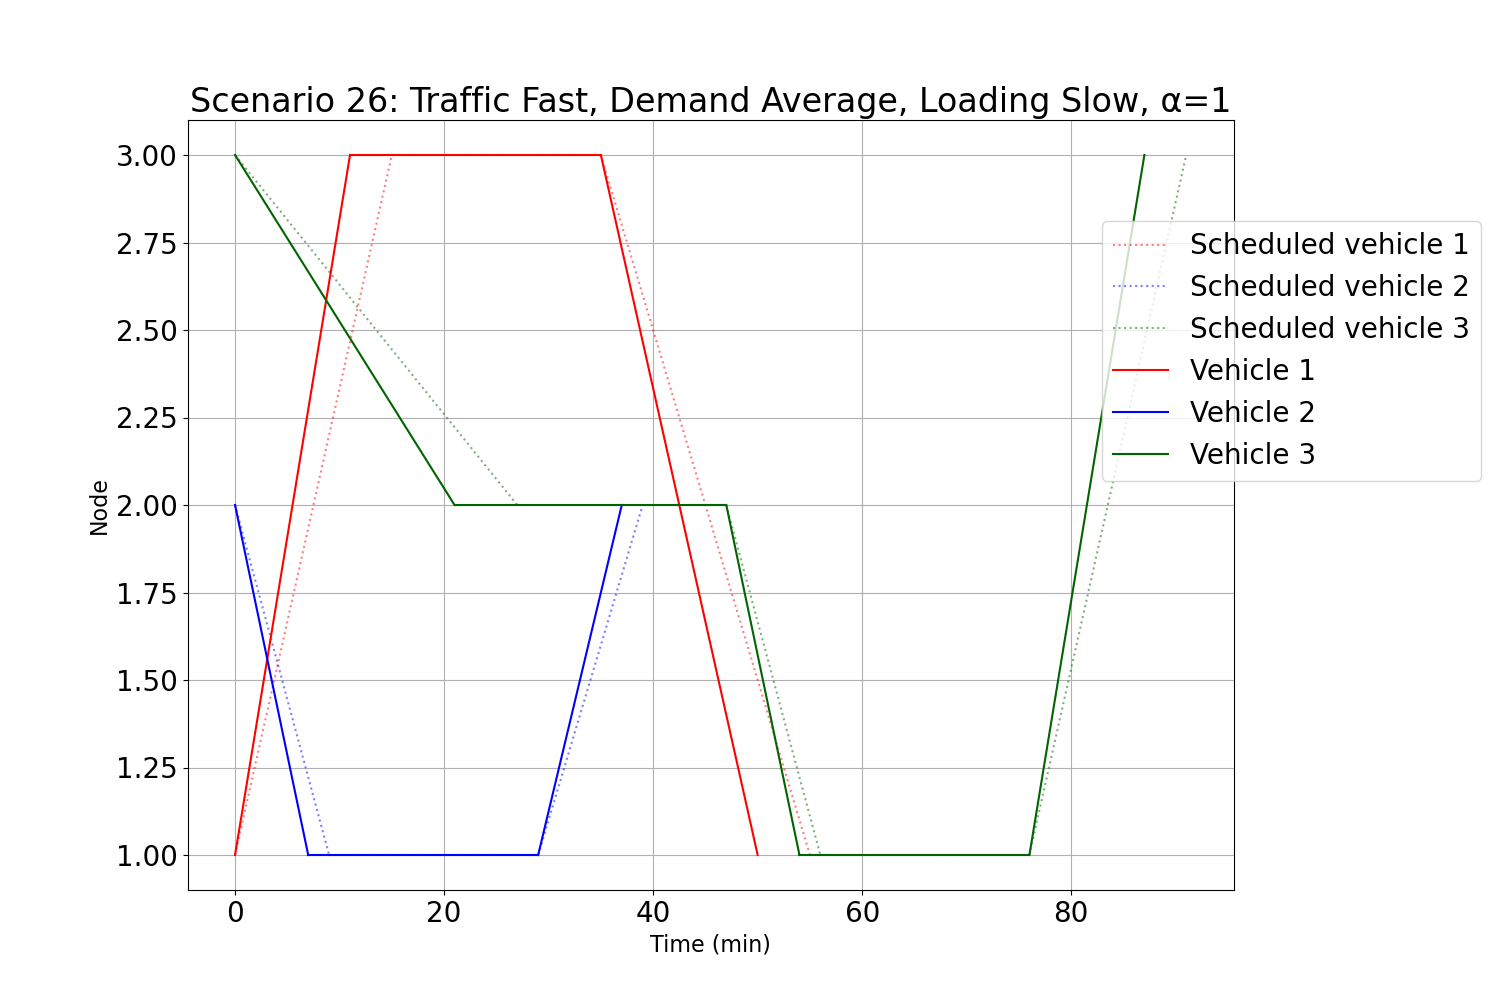 Scenario 26: Traffic Fast, Demand Average, Loading Slow, α=1
3.00
2.75
2.50
2.25
2.00
1.75
1.50
1.25
1.00
Node
0 20 40 60 80
Time (min)
Scheduled vehicle 1
Scheduled vehicle 2
Scheduled vehicle 3
Vehicle 1
Vehicle 2
Vehicle 3